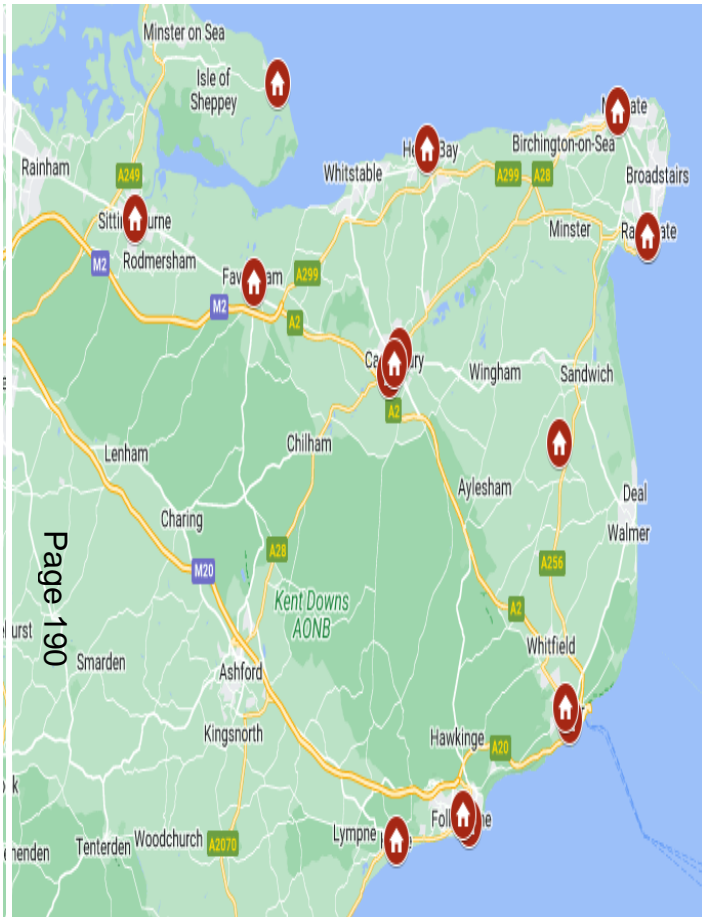 Minster on Sea
Isle of
Sheppey
Rainham
A249
Whitstable
Birchington-on-Sea
A299
A28
Broadstairs
Minster
M2
Rodmersham
M2
A299
A2
Wingham
Sandwich
A2
Chilham
Lenham
Aylesham
Deal
Walmer
Charing
A28
M20
A256
Kent Downs
AONB
A2
Page 190
Smarden
Ashford
Whitfield
Kingsnorth
Hawkinge
A20
Tenterden
Woodchurch
A2070
Lympne